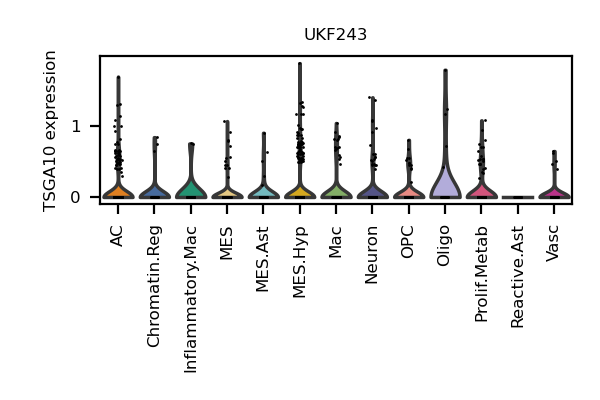 UKF243
TSGA10 expression
1
0
AC
Chromatin.Reg
Inflammatory.Mac
MES
MES.Ast
MES.Hyp
Mac
Neuron
OPC
Oligo
Prolif.Metab
Reactive.Ast
Vasc